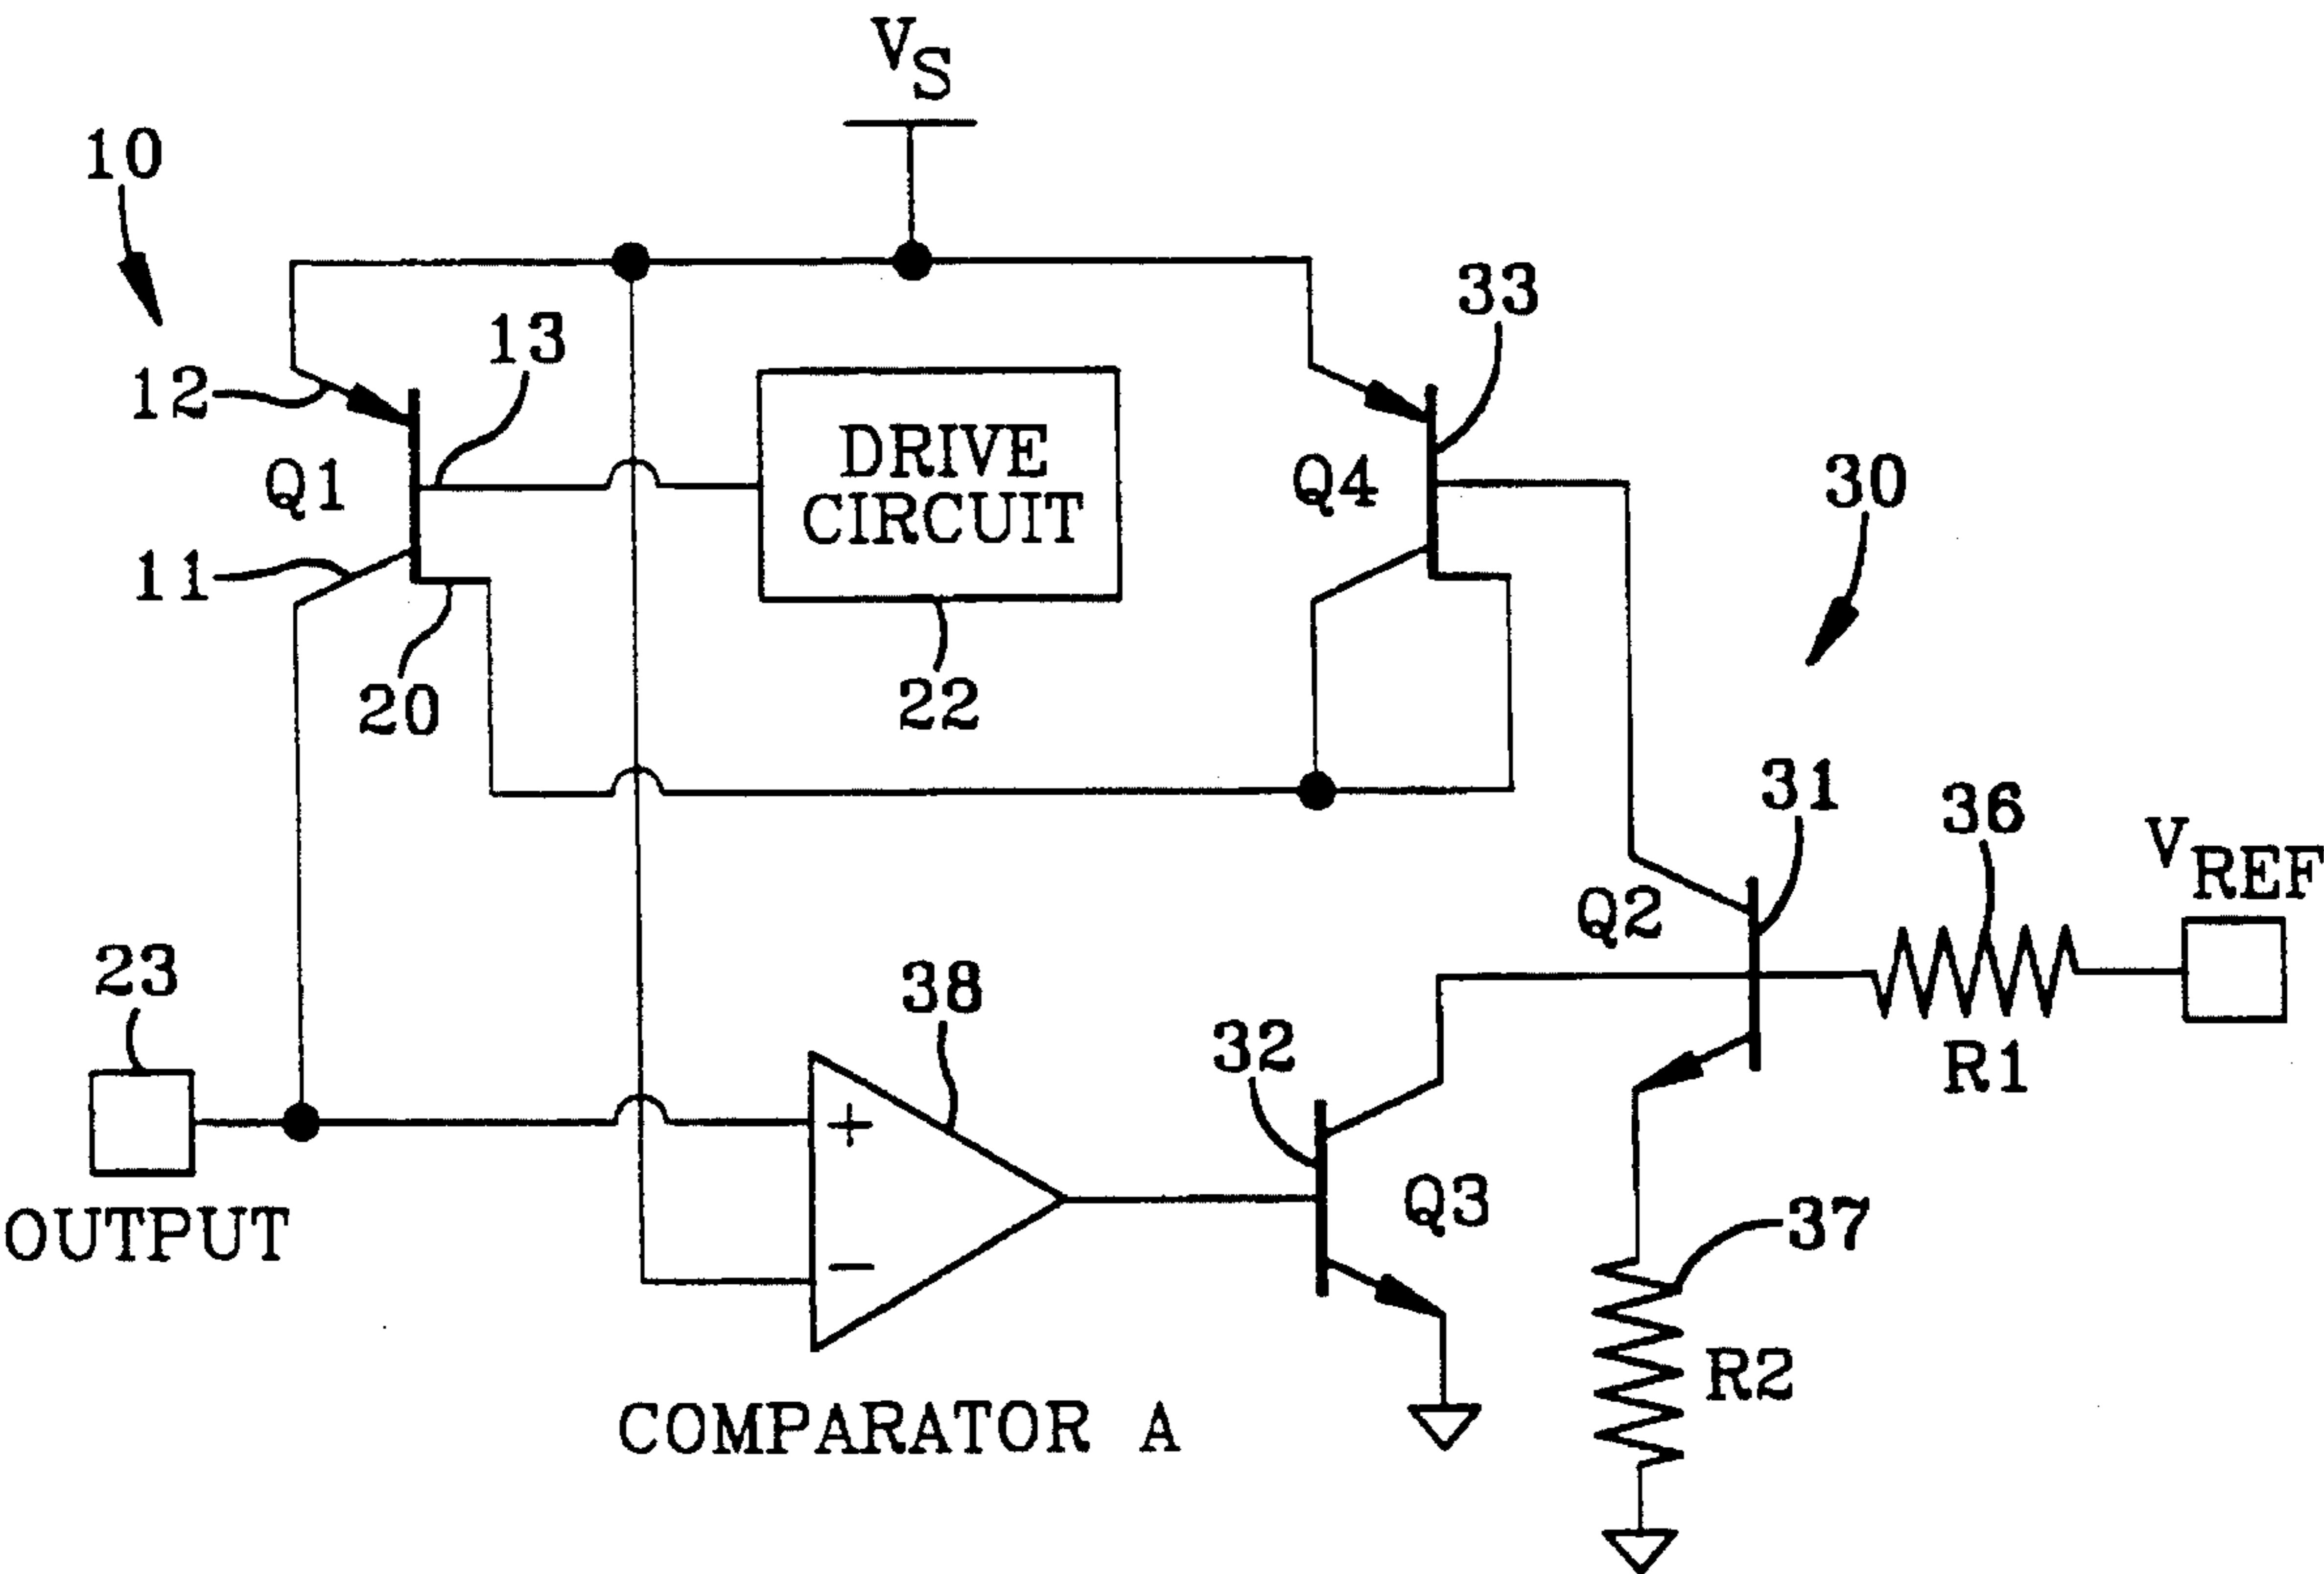 VS
10
33
13
12
DRIVE
CIRCUIT
Q1
Q4
30
11
20
22
31
36
VREF
Q2
23
38
32
R1
Q3
37
OUTPUT
R2
COMPARATOR A
+
−